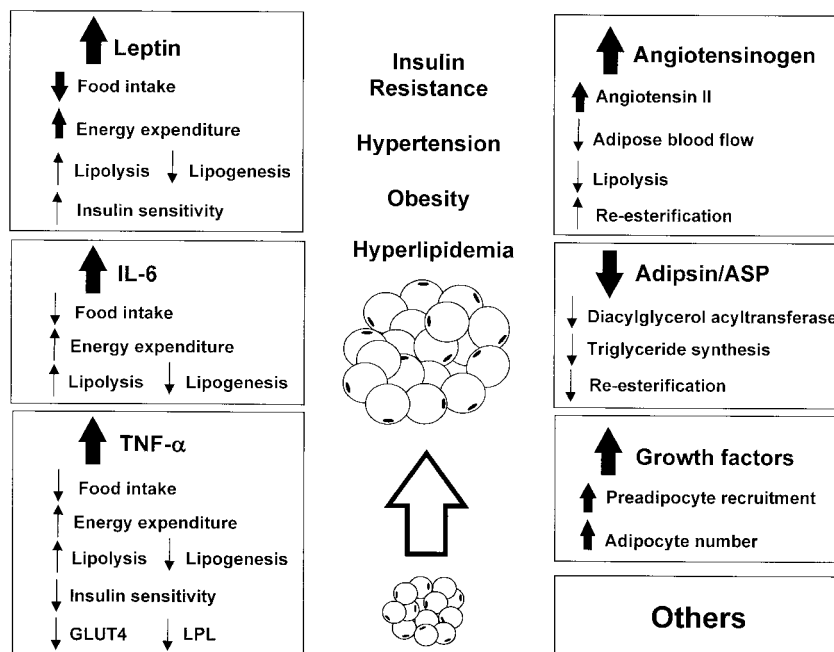 Leptin
Food intake
Energy expenditure
Lipolysis Lipogenesis
Insulin sensitivity
IL-6
Food intake
Energy expenditure
Lipolysis Lipogenesis
TNF-α
Food intake
Energy expenditure
Lipolysis Lipogenesis
Insulin sensitivity
GLUT4 LPL
Insulin
Resistance
Hypertension
Obesity
Hyperlipidemia
Angiotensinogen
Angiotensin II
Adipose blood flow
Lipolysis
Re-esterification
Adipsin/ASP
Diacylglycerol acyltransferase
Triglyceride synthesis
Re-esterification
Growth factors
Preadipocyte recruitment
Adipocyte number
Others